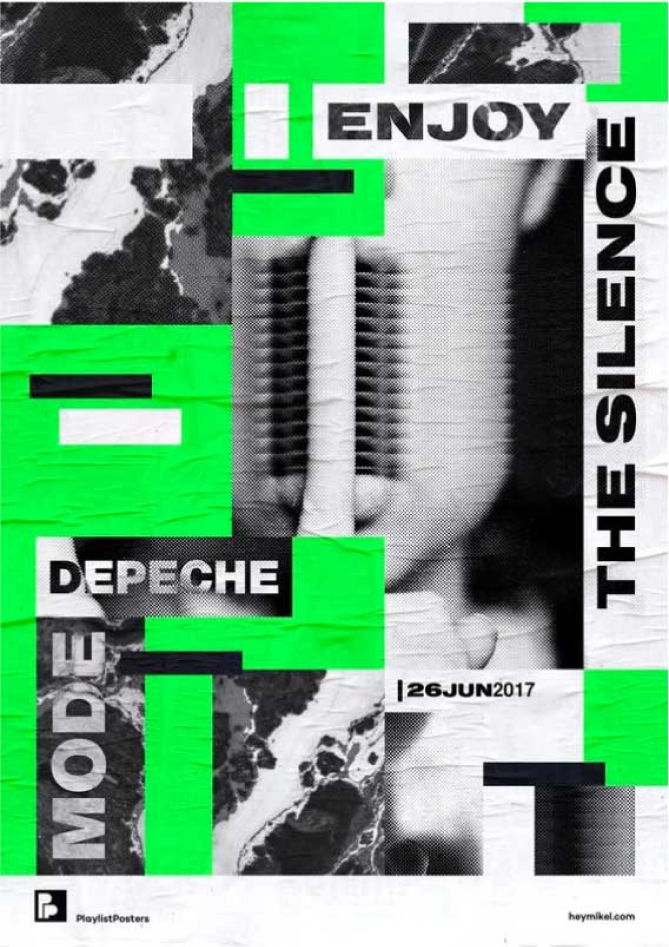 ENJOY
THE SILENCE
DEPECHE
MODE
|26JUN2017
PlaylistPosters
heymikel.com